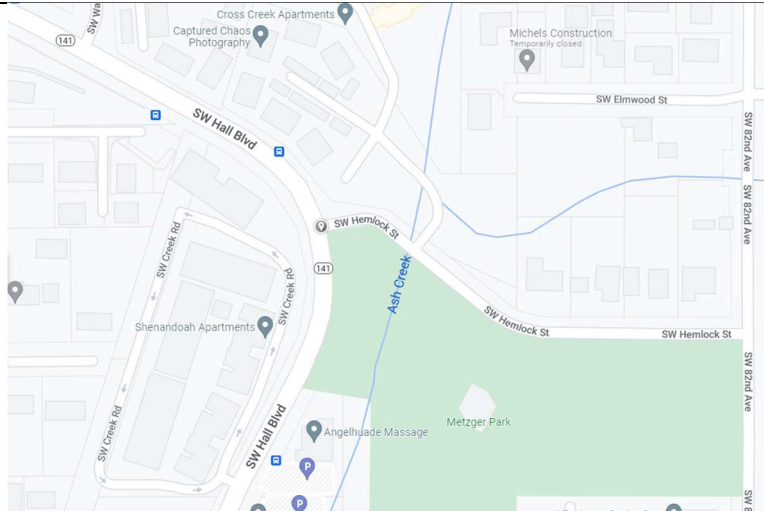 Cross Creek Apartments
Captured Chaos
Photography
141
Michels Construction
Temporarily closed
SW Elmwood St
SW Hall Blvd
SW 82nd Ave
SW 82nd Ave
SW Hemlock St
SW Creek Rd
141
SW Creek Rd
Ash Creek
Shenandoah Apartments
SW Hemlock St
SW Hemlock St
SW 82nd Ave
SW Creek Rd
SW Hall Blvd
Metzger Park
Angelhuade Massage
P
P